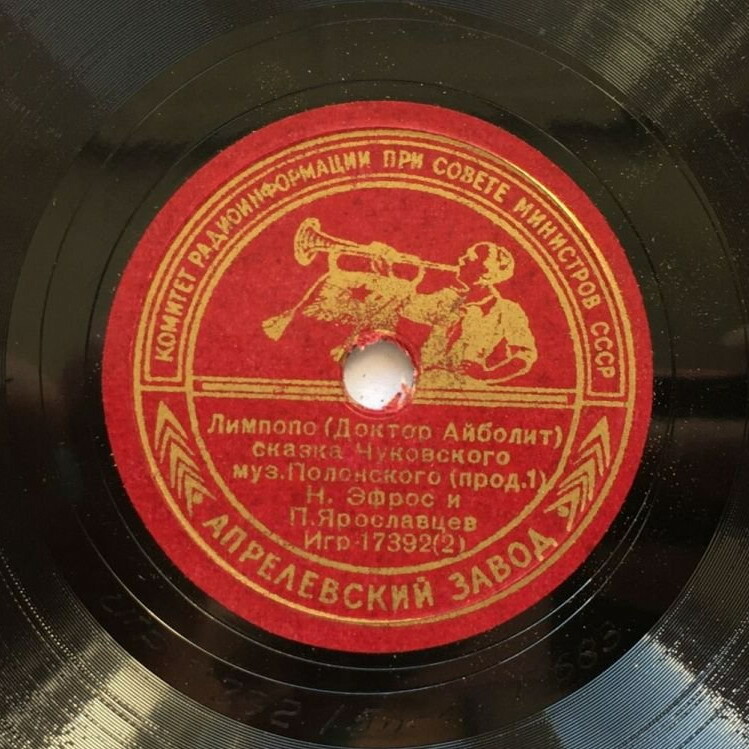 КОМИТЕТ РАДИОИНФОРМАЦИИ ПРИ СОВЕТЕ МИНИСТРОВ СССР
Лимпопо (Доктор Айболит)
сказка Чуковского
муз.Полонского (прод.1)
Н. Эфрос и
П.Ярославцев
Игр-17392(2)
АПРЕЛЕВСКИЙ ЗАВОД